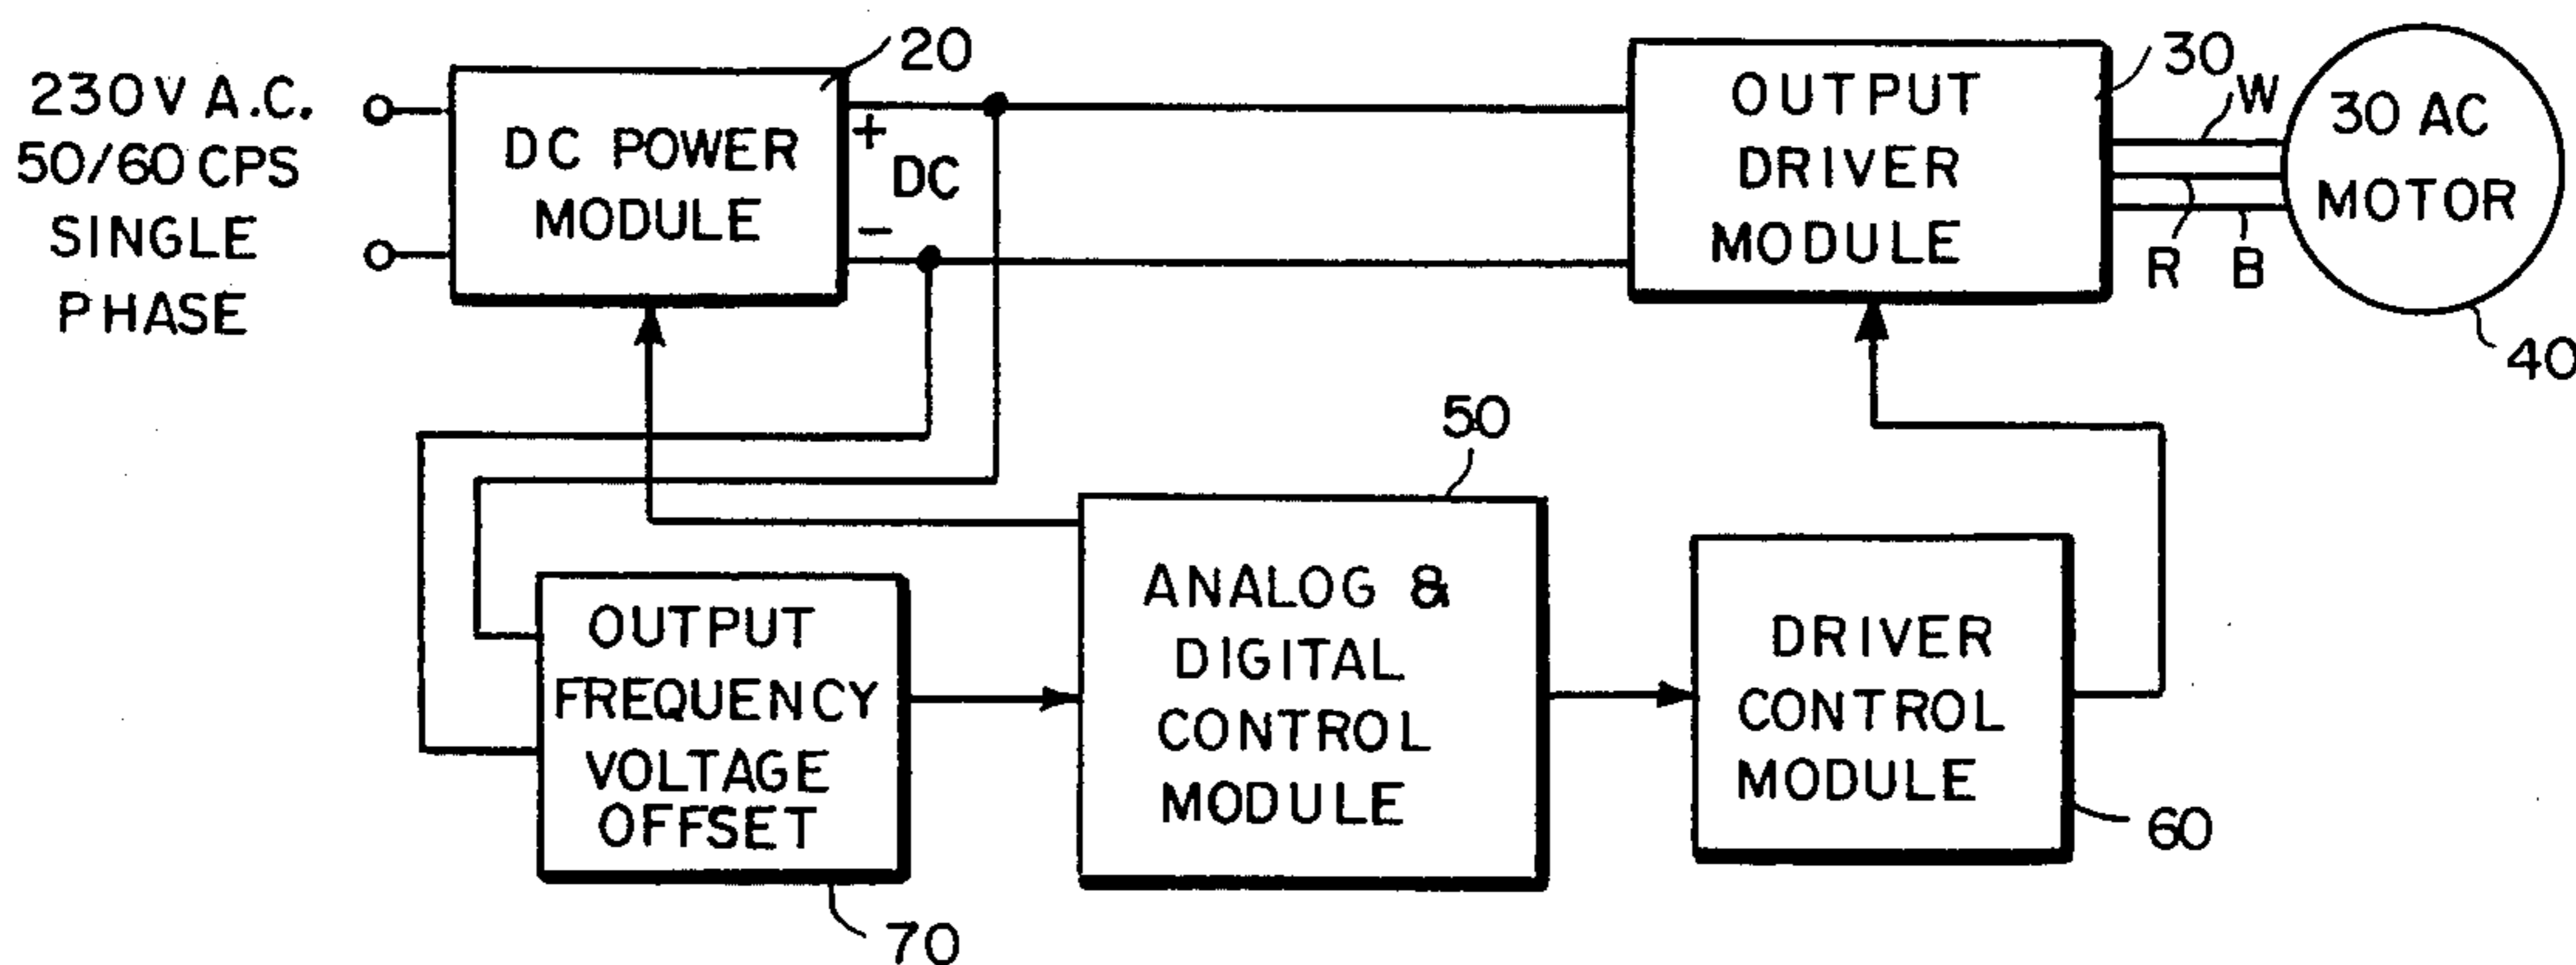 230V A.C.
50/60 CPS
SINGLE
PHASE
20
DC POWER
MODULE
+
DC
-
OUTPUT
DRIVER
MODULE
30
W
R
B
30 AC
MOTOR
40
50
ANALOG &
DIGITAL
CONTROL
MODULE
DRIVER
CONTROL
MODULE
60
OUTPUT
FREQUENCY
VOLTAGE
OFFSET
70